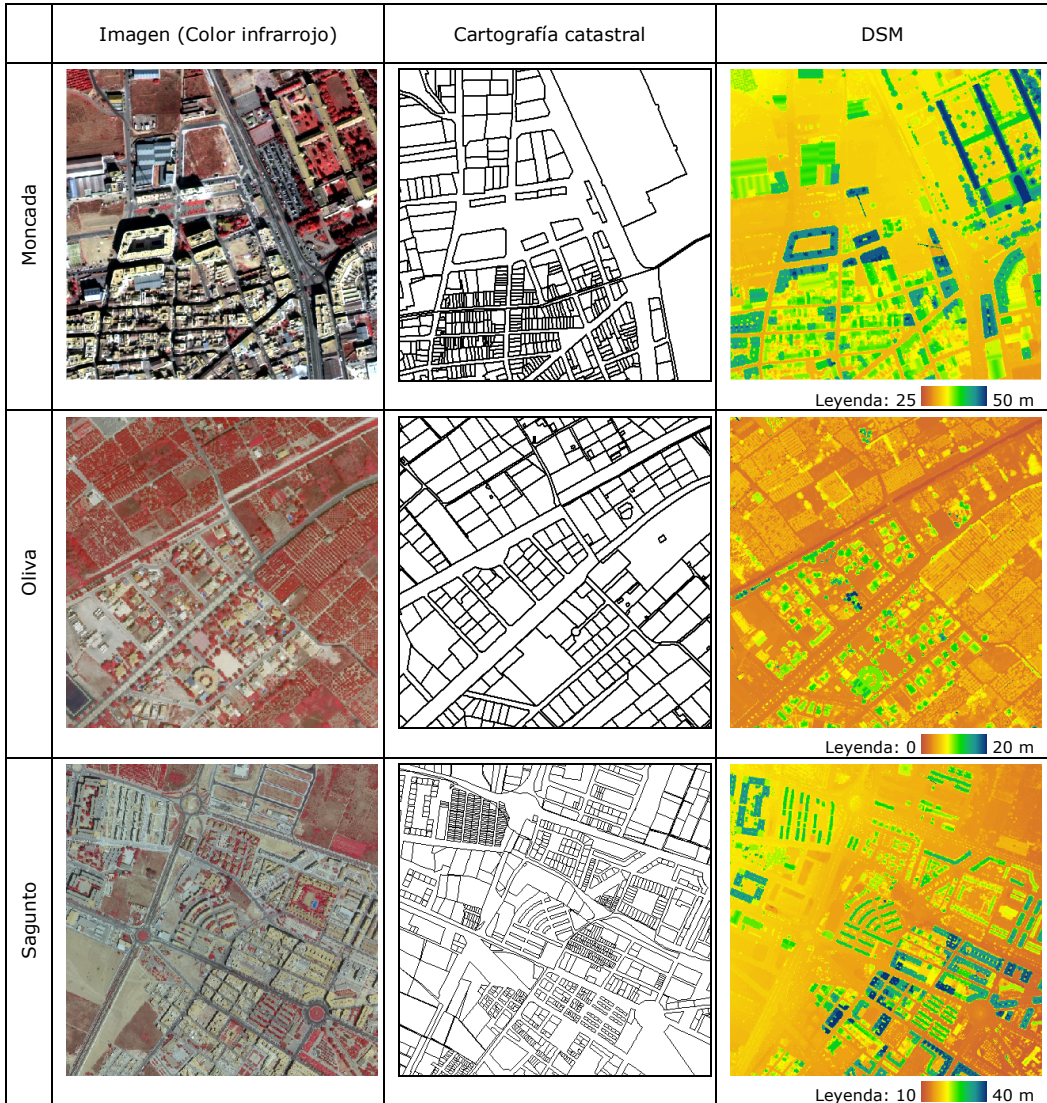 Imagen (Color infrarrojo)
Cartografía catastral
DSM
Moncada
Leyenda: 25 50 m
Oliva
Leyenda: 0 20 m
Sagunto
Leyenda: 10 40 m